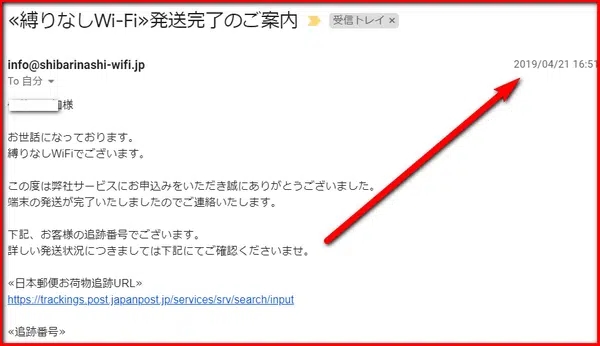 ≪縛りなしWi-Fi≫発送完了のご案内 受信トレイ ×
info@shibarinashi-wifi.jp 2019/04/21 16:51
To 自分
様
お世話になっております。
縛りなしWiFiでございます。
この度は弊社サービスにお申込みをいただき誠にありがとうございました。
端末の発送が完了いたしましたのでご連絡いたします。
下記、お客様の追跡番号でございます。
詳しい発送状況につきましては下記にてご確認くださいませ。
≪日本郵便お荷物追跡URL≫
https://trackings.post.japanpost.jp/services/srv/search/input
≪追跡番号≫